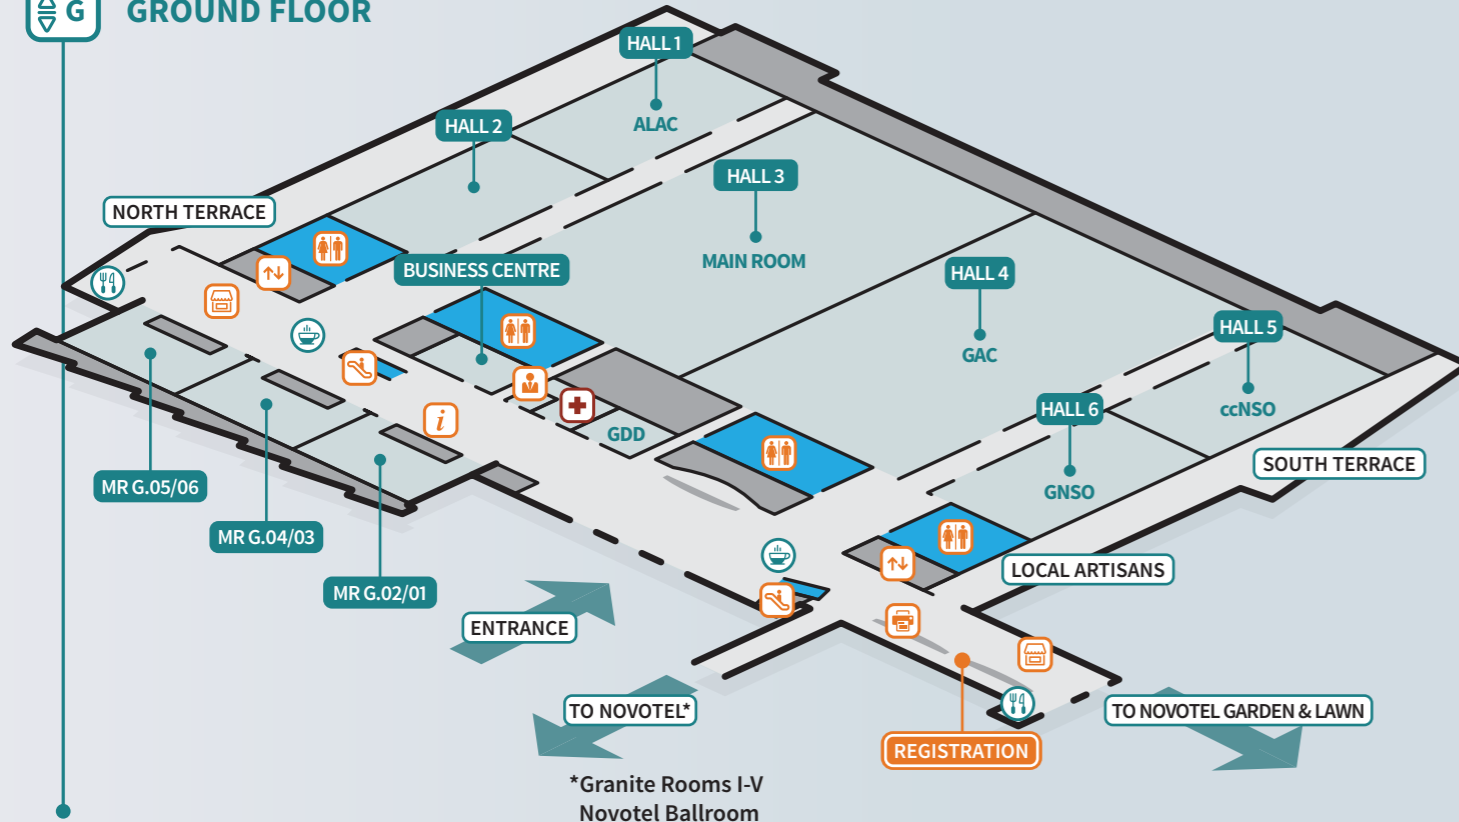 G
GROUND FLOOR
HALL 1
ALAC
HALL 2
HALL 3
MAIN ROOM
NORTH TERRACE
BUSINESS CENTRE
HALL 4
GAC
HALL 5
ccNSO
HALL 6
GNSO
i
GDD
SOUTH TERRACE
MR G.05/06
MR G.04/03
MR G.02/01
LOCAL ARTISANS
ENTRANCE
TO NOVOTEL*
TO NOVOTEL GARDEN & LAWN
REGISTRATION
*Granite Rooms I-V
Novotel Ballroom